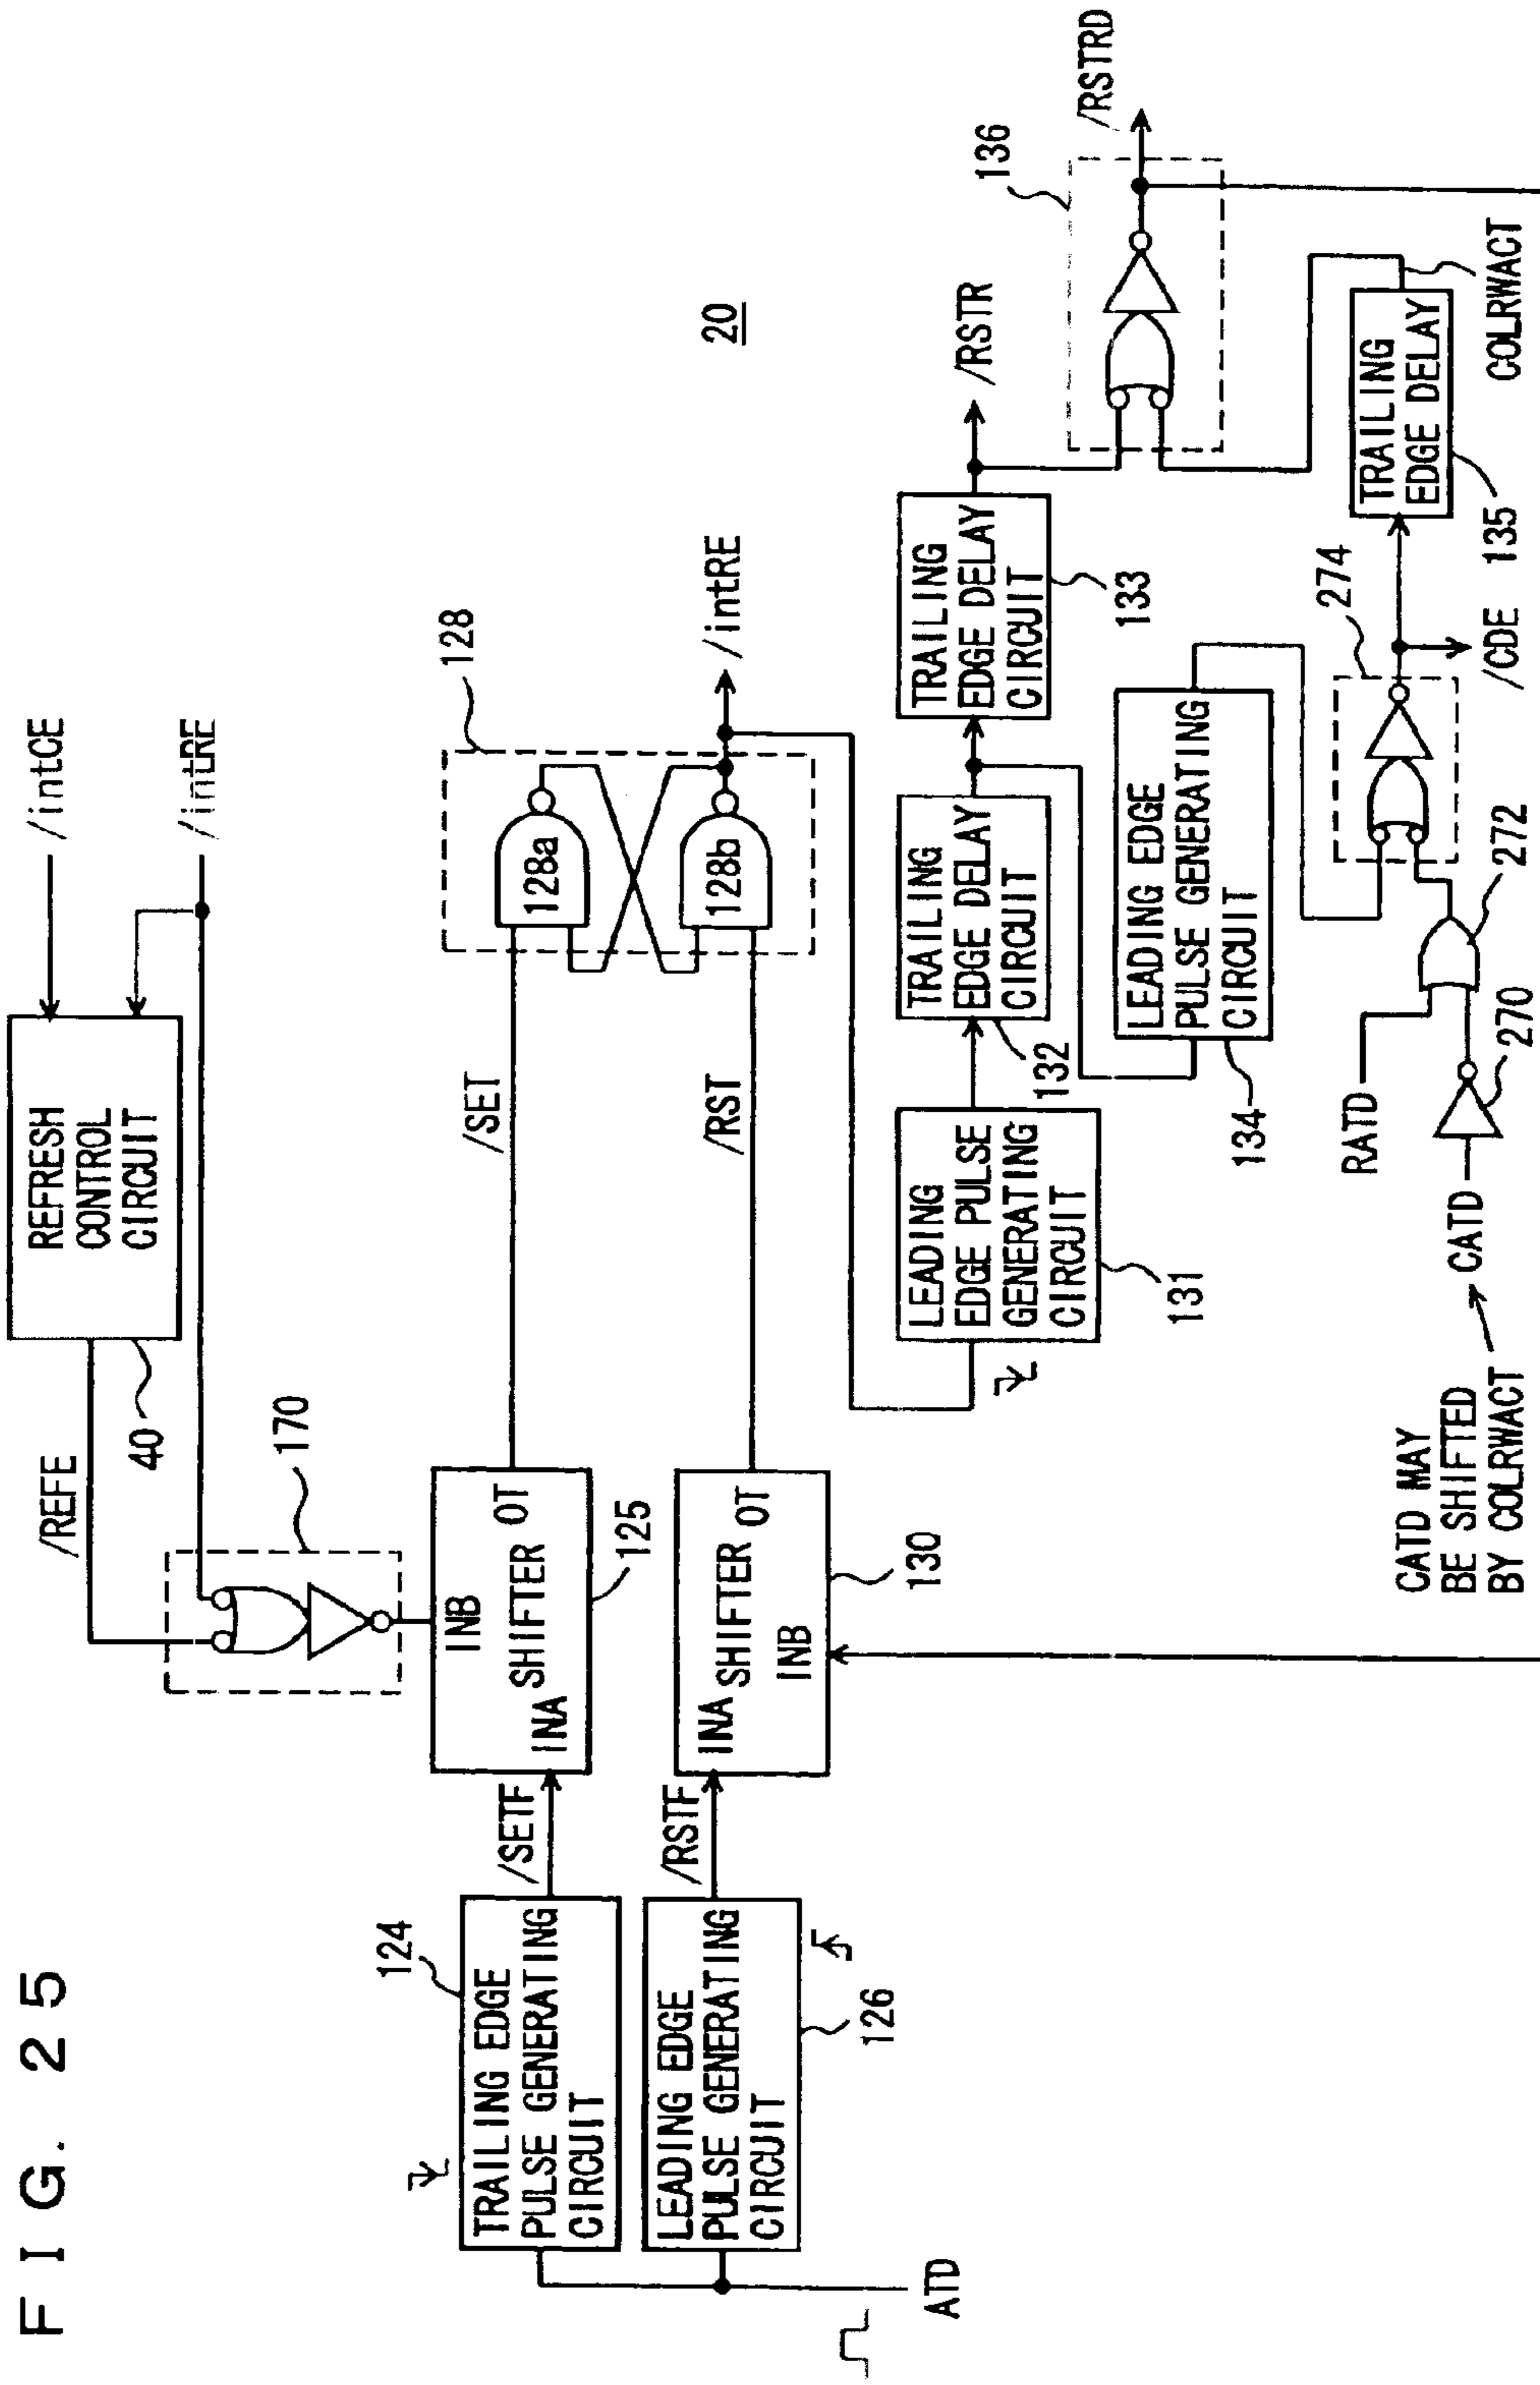 FIG. 25
REFRESH
CONTROL
CIRCUIT
/intCE
/intRE
/REFE
40
170
INB
SHIFTER
INA
OT
125
/SETF
124
TRAILING EDGE
PULSE GENERATING
CIRCUIT
LEADING EDGE
PULSE GENERATING
CIRCUIT
126
ATD
/RSTF
INA
SHIFTER
INB
OT
130
/SET
/RST
128
128a
128b
/intRE
20
LEADING
EDGE PULSE
GENERATING
CIRCUIT
131
TRAILING
EDGE DELAY
CIRCUIT
132
TRAILING
EDGE DELAY
CIRCUIT
133
/RSTR
LEADING EDGE
PULSE GENERATING
CIRCUIT
134
136
/RSTRD
RATD
CATD
270
272
274
/CDE
TRAILING
EDGE DELAY
135
COLRWACT
CATD MAY
BE SHIFTED
BY COLRWACT